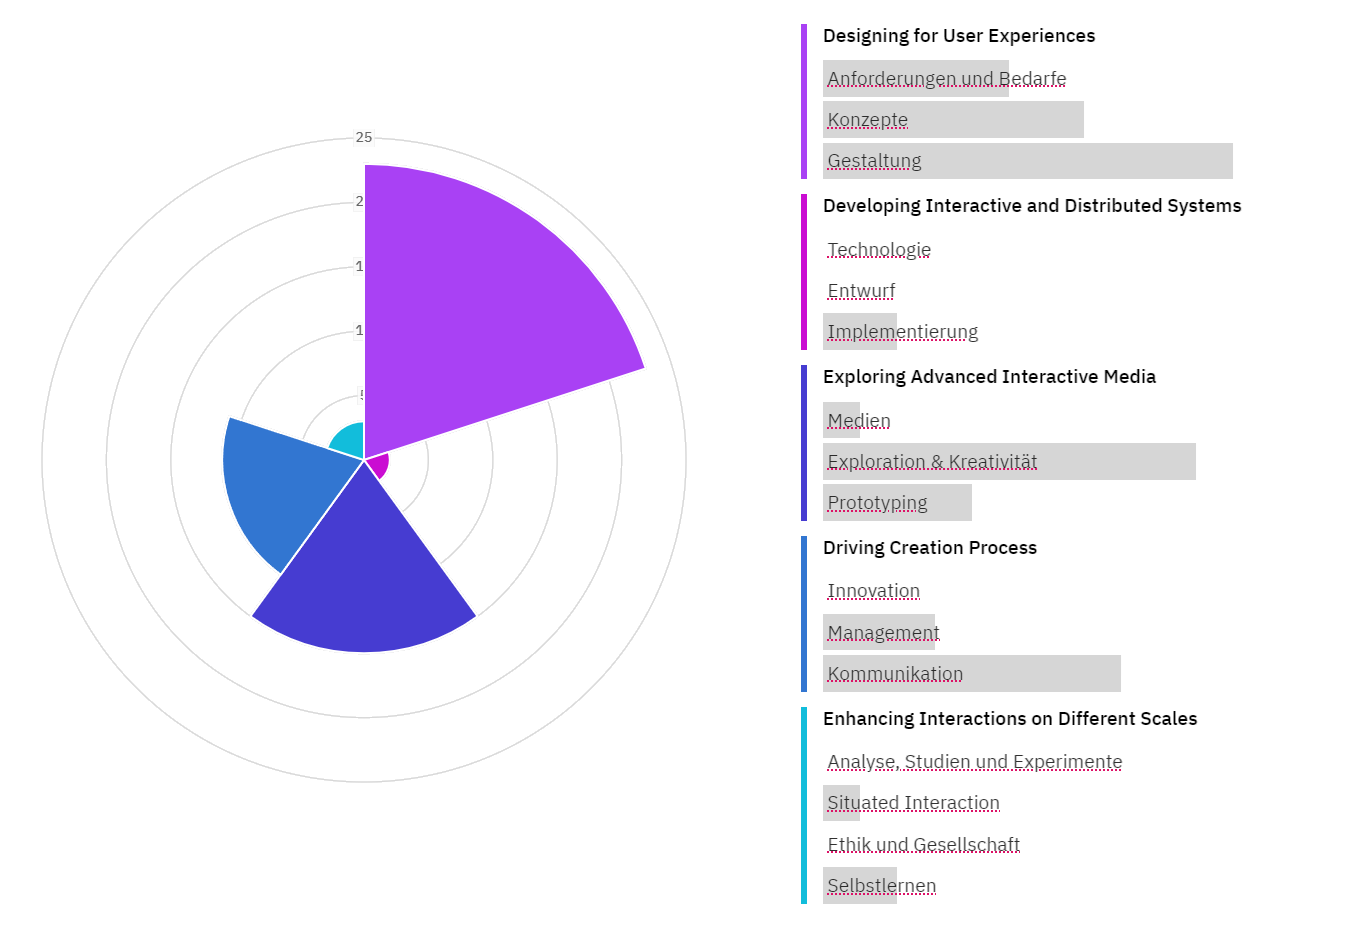 25
2
1
1
5
Designing for User Experiences
Anforderungen und Bedarfe
Konzepte
Gestaltung
Developing Interactive and Distributed Systems
Technologie
Entwurf
Implementierung
Exploring Advanced Interactive Media
Medien
Exploration & Kreativität
Prototyping
Driving Creation Process
Innovation
Management
Kommunikation
Enhancing Interactions on Different Scales
Analyse, Studien und Experimente
Situated Interaction
Ethik und Gesellschaft
Selbstlernen